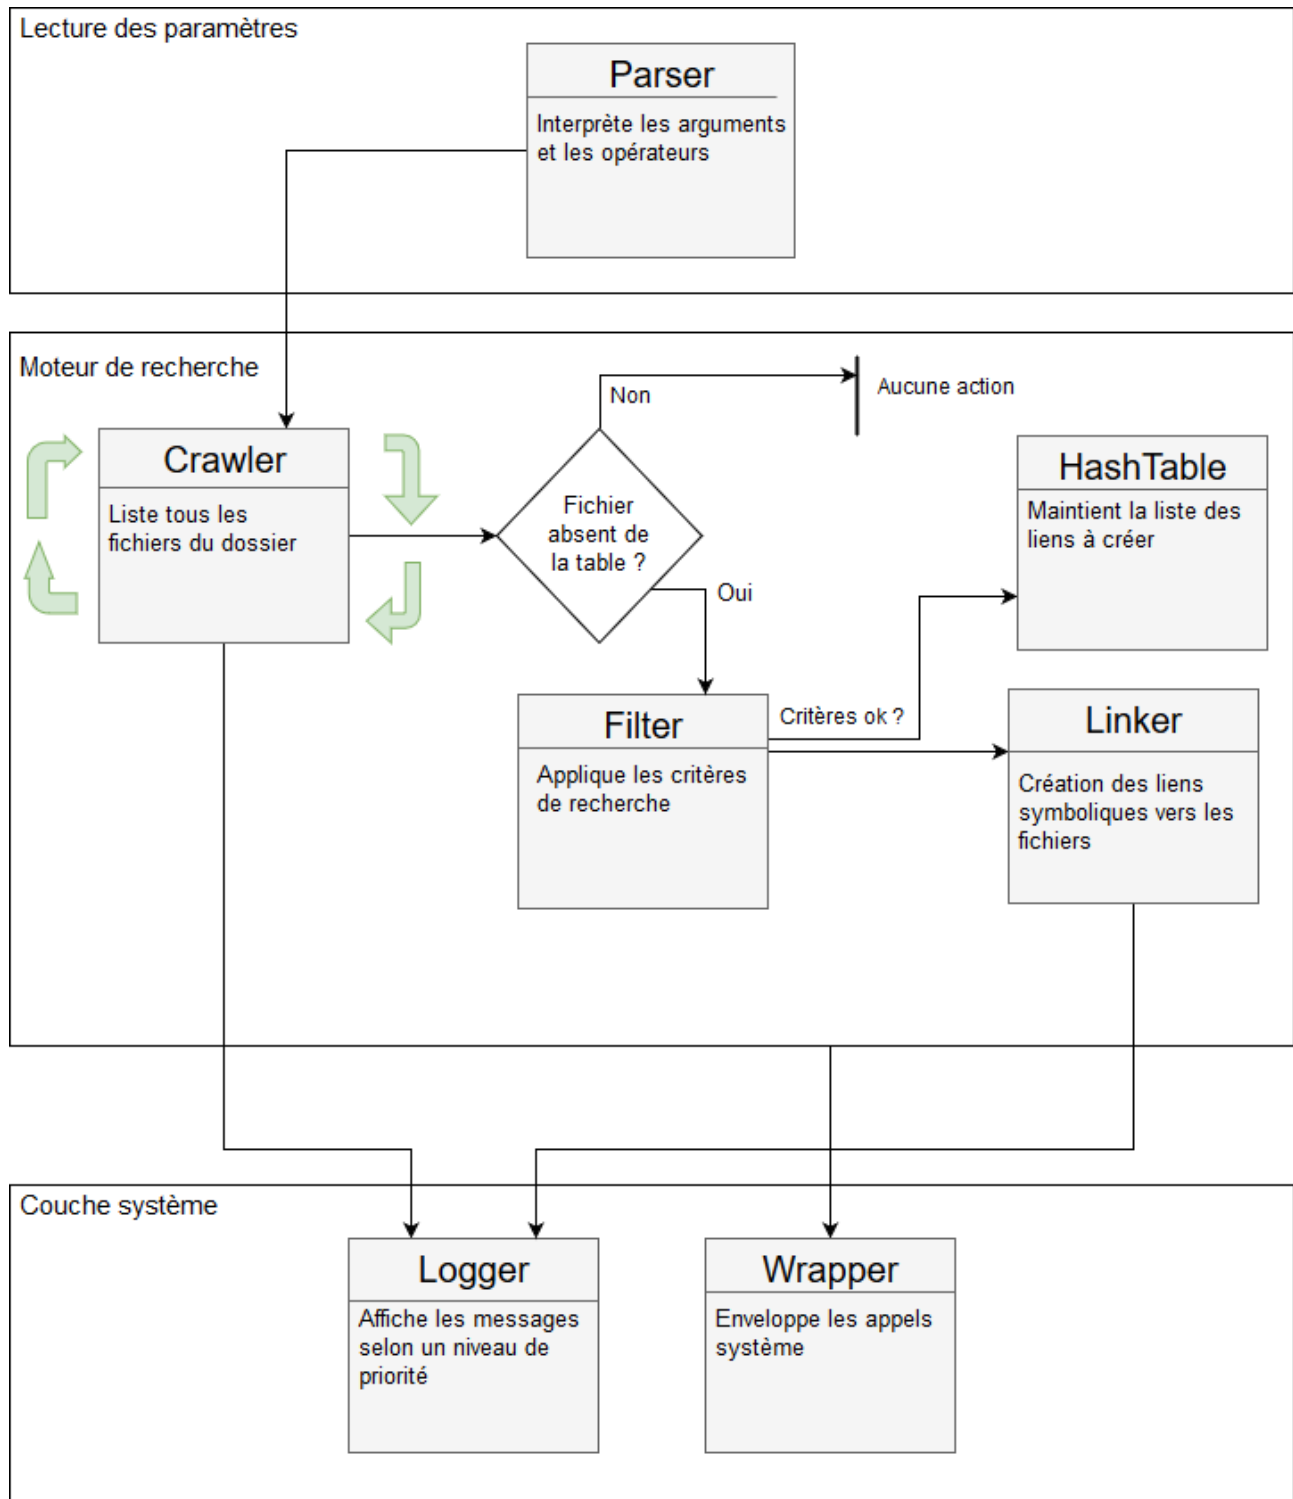 Lecture des paramètres
Parser
Interprète les arguments
et les opérateurs
Moteur de recherche
Non
Aucune action
Crawler
Liste tous les
fichiers du dossier
Fichier
absent de
la table ?
Oui
HashTable
Maintient la liste des
liens à créer
Filter
Applique les critères
de recherche
Critères ok ?
Linker
Création des liens
symboliques vers les
fichiers
Couche système
Logger
Affiche les messages
selon un niveau de
priorité
Wrapper
Enveloppe les appels
système